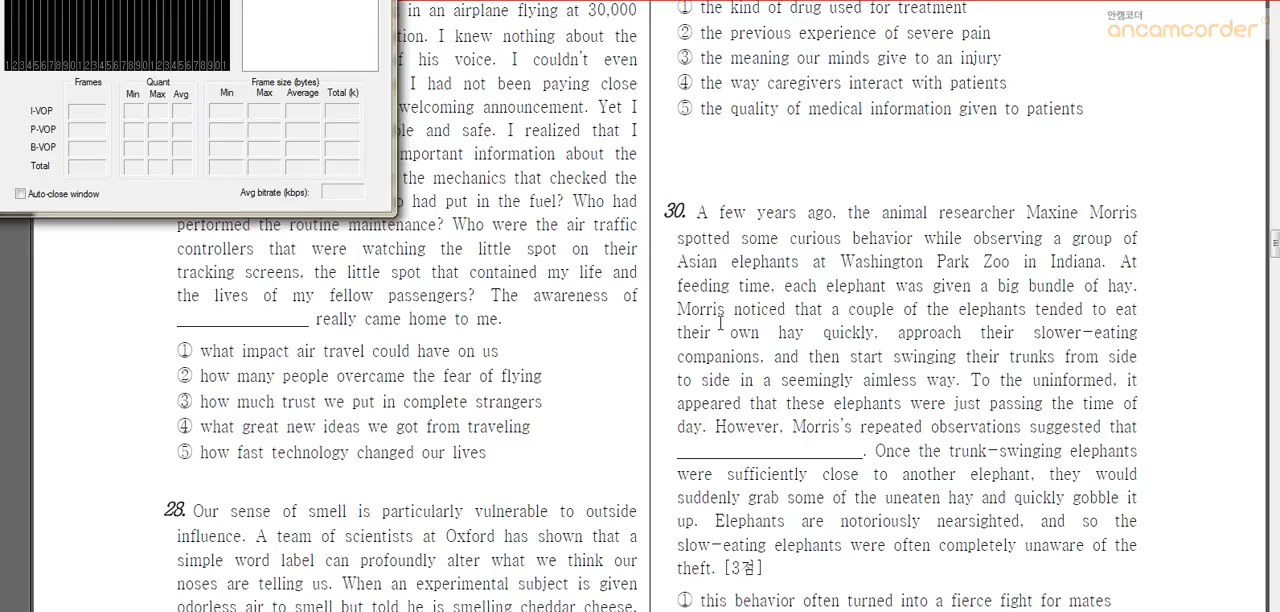 in an airplane flying at 30,000
tion. I knew nothing about the
f his voice. I couldn't even
I had not been paying close
welcoming announcement. Yet I
ble and safe. I realized that I
important information about the
the mechanics that checked the
o had put in the fuel? Who had
performed the routine maintenance? Who were the air traffic
controllers that were watching the little spot on their
tracking screens, the little spot that contained my life and
the lives of my fellow passengers? The awareness of
_______________ really came home to me.
① what impact air travel could have on us
② how many people overcame the fear of flying
③ how much trust we put in complete strangers
④ what great new ideas we got from traveling
⑤ how fast technology changed our lives
28. Our sense of smell is particularly vulnerable to outside
influence. A team of scientists at Oxford has shown that a
simple word label can profoundly alter what we think our
noses are telling us. When an experimental subject is given
odorless air to smell but told he is smelling cheddar cheese,
1234567890123456789012345678901
Frames Quant Frame size (bytes)
Min Max Avg Min Max Average Total (k)
I-VOP
P-VOP
B-VOP
Total
Auto-close window Avg bitrate (kbps):
① the kind of drug used for treatment
② the previous experience of severe pain
③ the meaning our minds give to an injury
④ the way caregivers interact with patients
⑤ the quality of medical information given to patients
30. A few years ago, the animal researcher Maxine Morris
spotted some curious behavior while observing a group of
Asian elephants at Washington Park Zoo in Indiana. At
feeding time, each elephant was given a big bundle of hay.
Morris noticed that a couple of the elephants tended to eat
their own hay quickly, approach their slower-eating
companions, and then start swinging their trunks from side
to side in a seemingly aimless way. To the uninformed, it
appeared that these elephants were just passing the time of
day. However, Morris's repeated observations suggested that
_____________________. Once the trunk-swinging elephants
were sufficiently close to another elephant, they would
suddenly grab some of the uneaten hay and quickly gobble it
up. Elephants are notoriously nearsighted, and so the
slow-eating elephants were often completely unaware of the
theft. [3점]
① this behavior often turned into a fierce fight for mates
안캠코더
ancamcorder